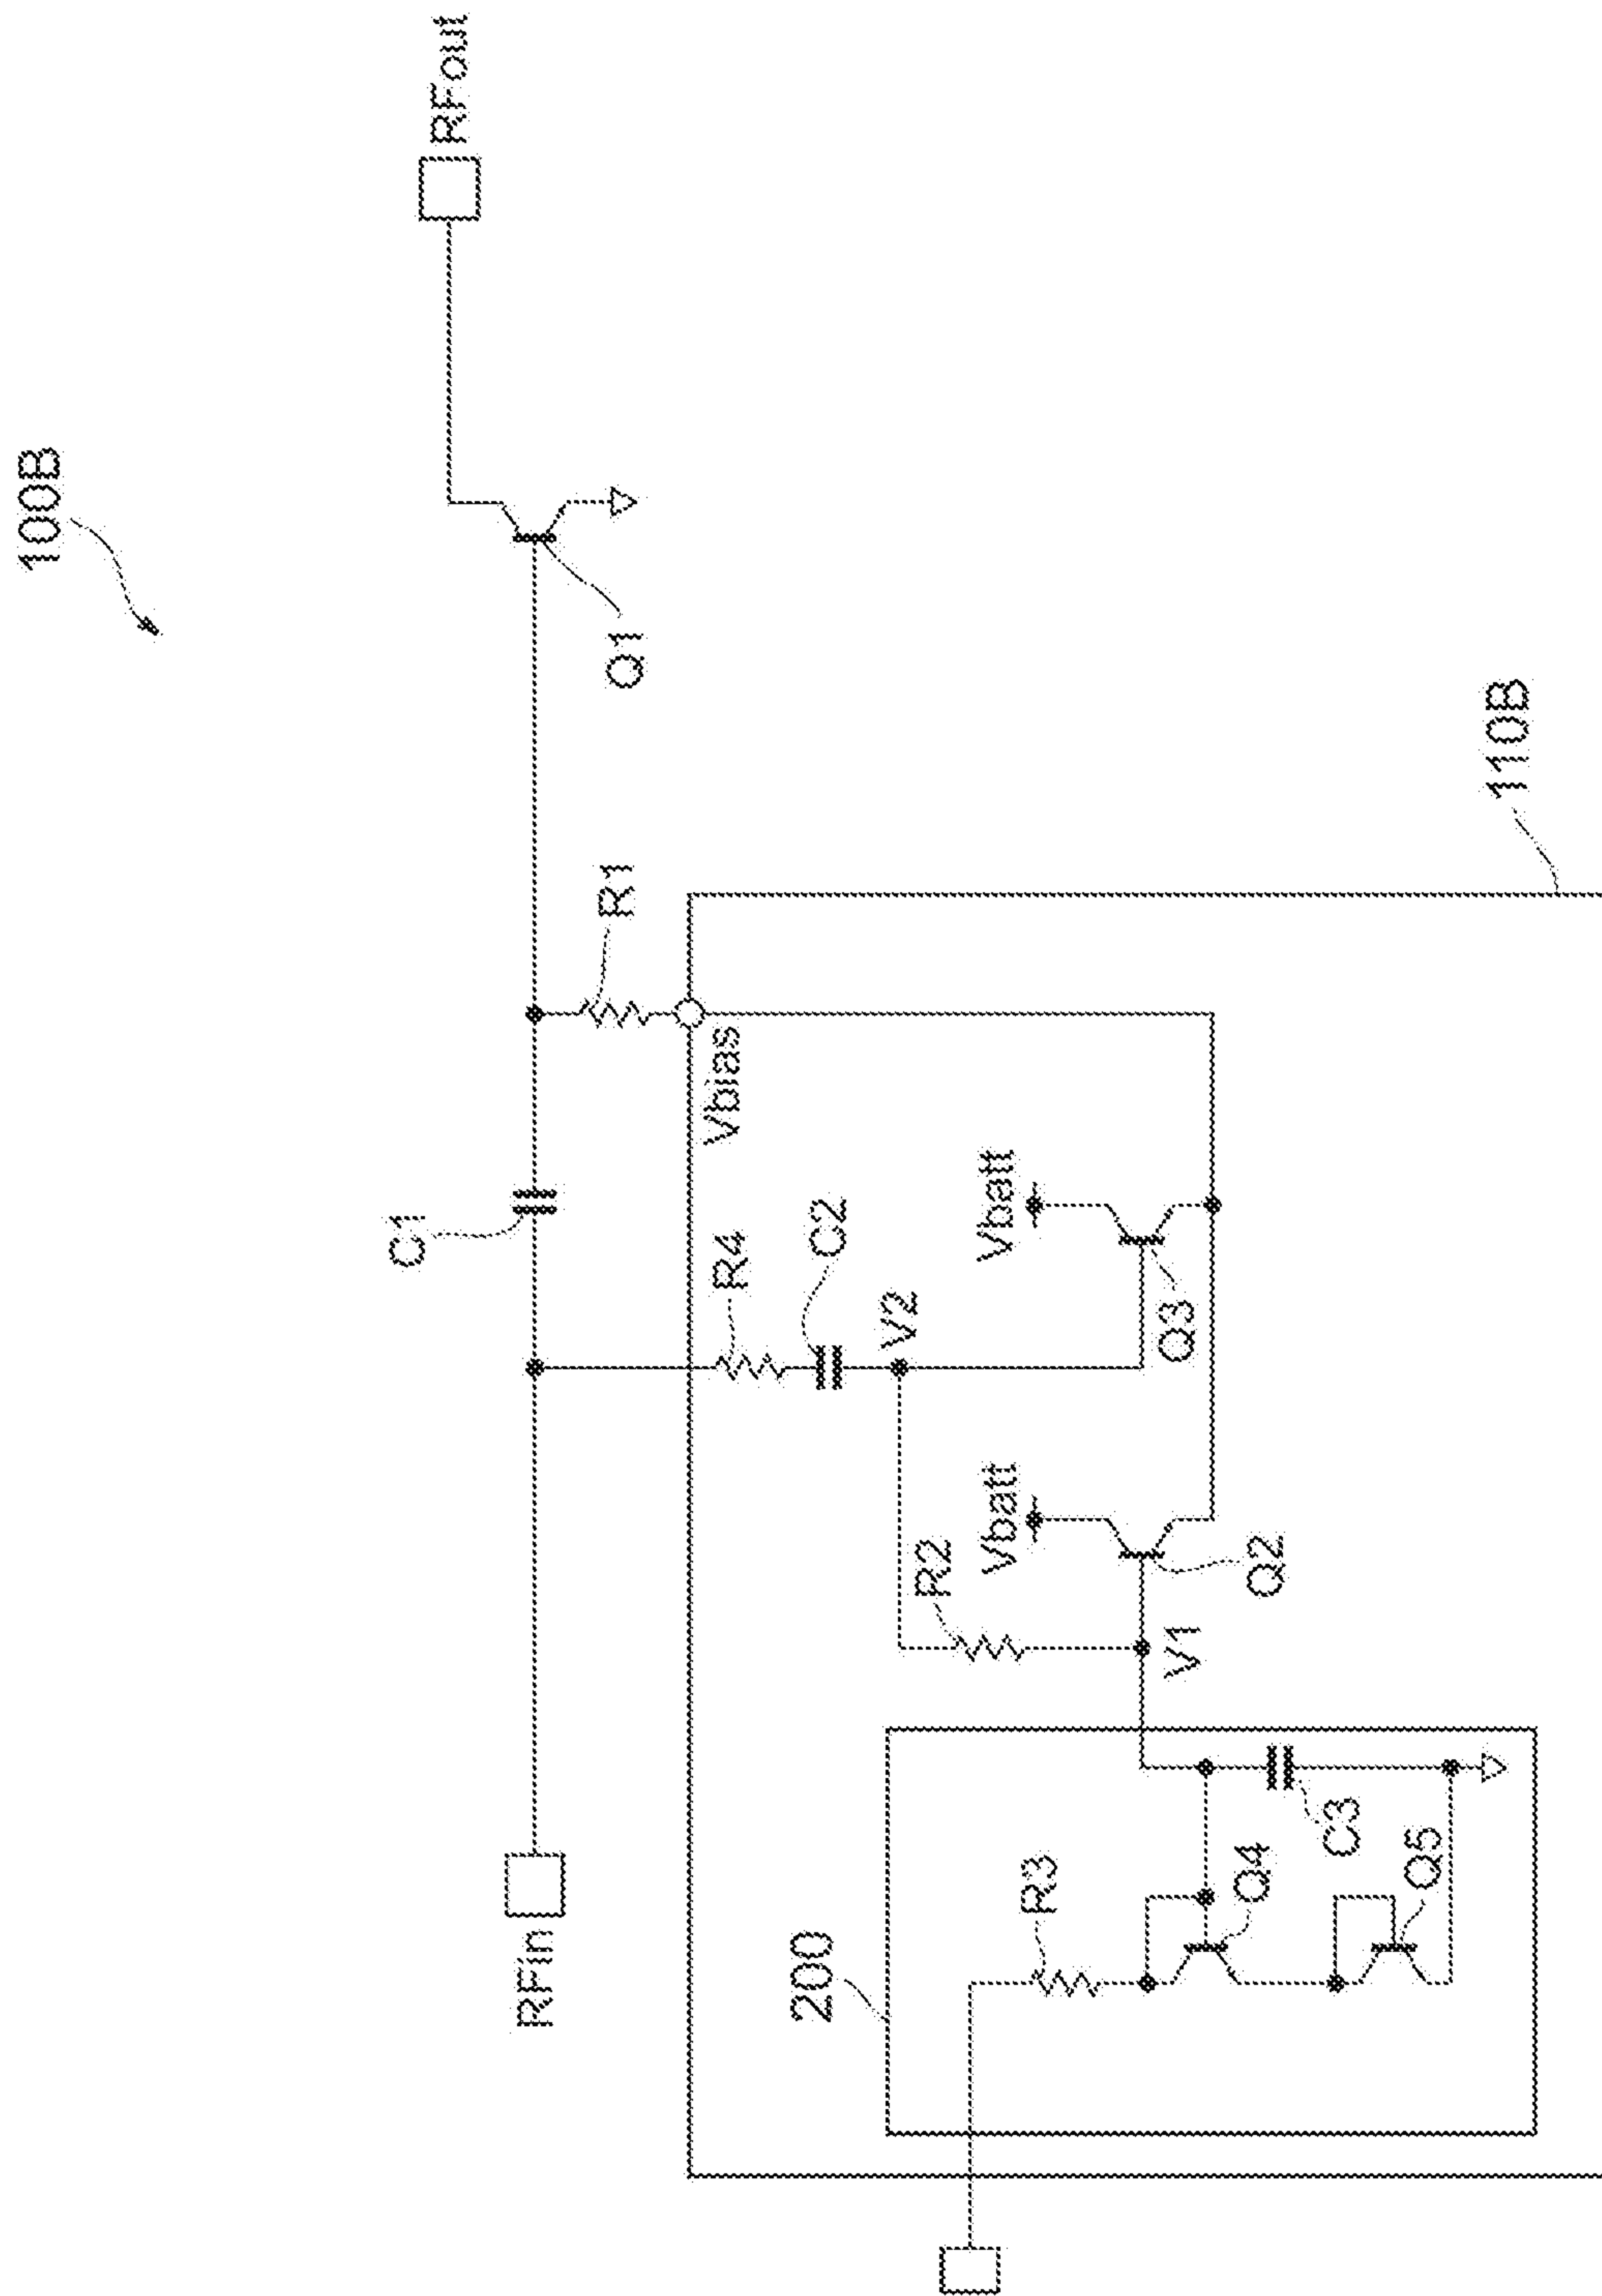 100B
RFout
RFin
C1
Q1
R1
Vbias
R4
C2
V2
Vbatt
Q3
R2
Vbatt
Q2
V1
200
R3
Q4
C3
Q5
110B